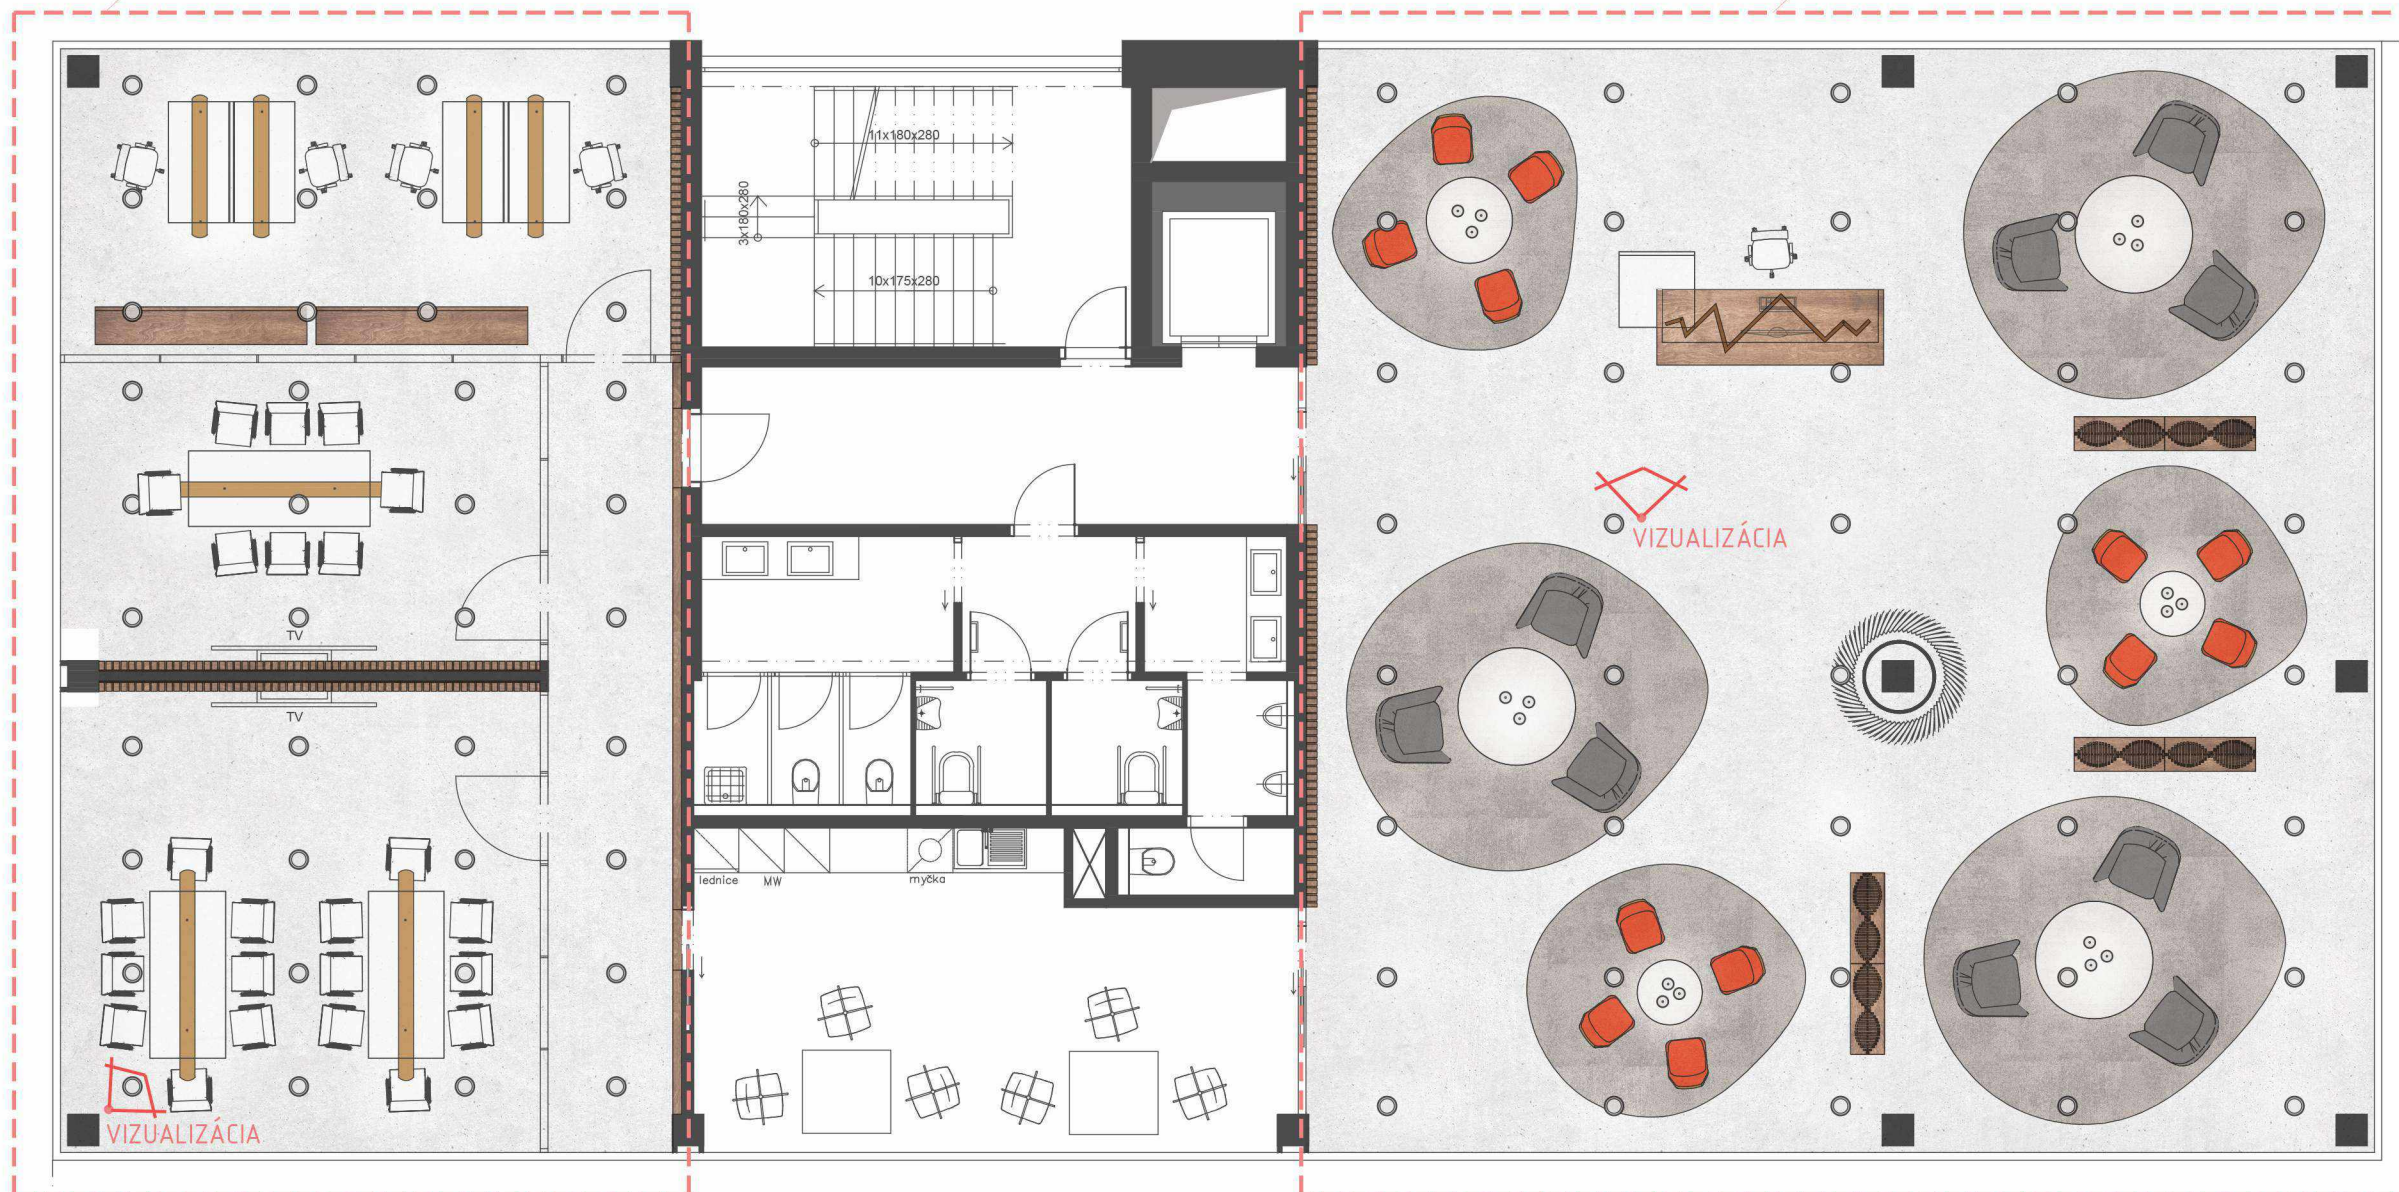 11x180x280
3x180x280
10x175x280
VIZUALIZÁCIA
TV
TV
lednice
MW
myčka
VIZUALIZÁCIA